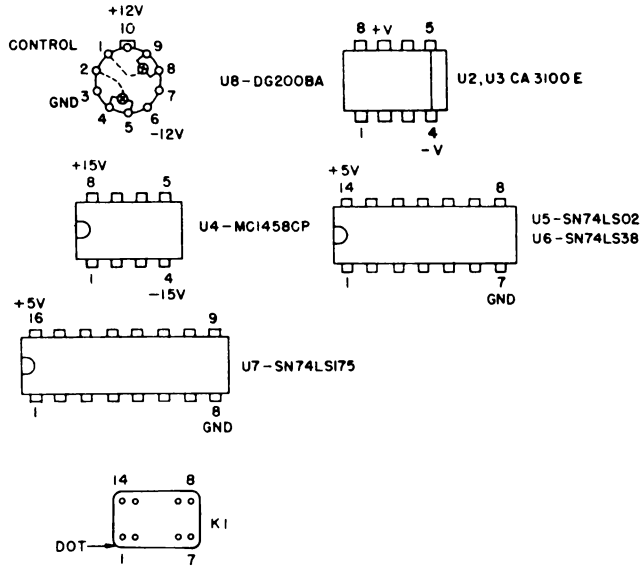 +12V
10
CONTROL
1
9
2
8
3
7
GND
4
5
6
-12V
U8-DG200BA
8 +V 5
1 4
-V
U2, U3 CA 3100 E
+15V
8 5
1 4
-15V
U4-MC1458CP
+5V
14 8
1 7
GND
U5-SN74LS02
U6-SN74LS38
+5V
16 9
1 8
GND
U7-SN74LS175
14 8
K1
DOT
1 7